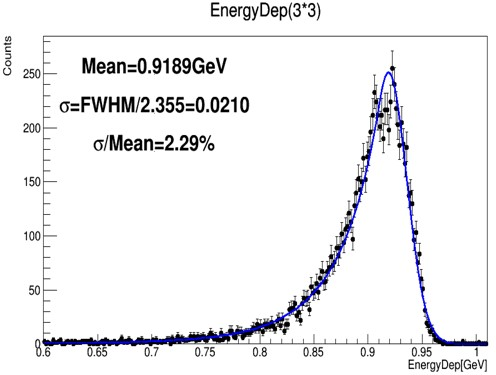 EnergyDep(3*3)
Counts
Mean=0.9189GeV
σ=FWHM/2.355=0.0210
σ/Mean=2.29%
250
200
150
100
50
0
0.6 0.65 0.7 0.75 0.8 0.85 0.9 0.95 1
EnergyDep[GeV]